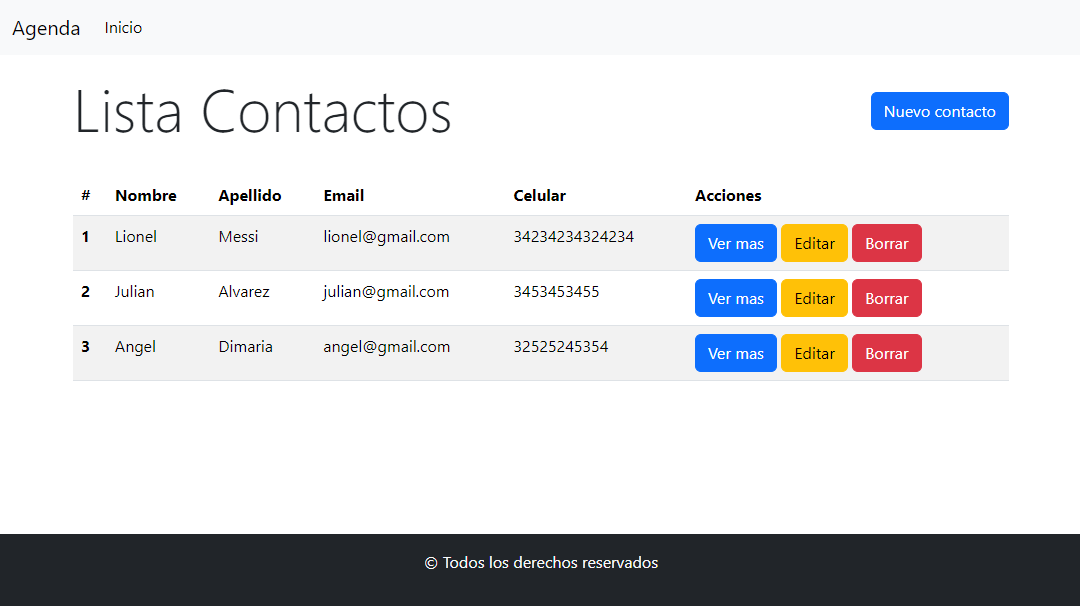 Agenda Inicio
Lista Contactos Nuevo contacto
# Nombre Apellido Email Celular Acciones
1 Lionel Messi lionel@gmail.com 34234234324234 Ver mas Editar Borrar
2 Julian Alvarez julian@gmail.com 3453453455 Ver mas Editar Borrar
3 Angel Dimaria angel@gmail.com 32525245354 Ver mas Editar Borrar
© Todos los derechos reservados